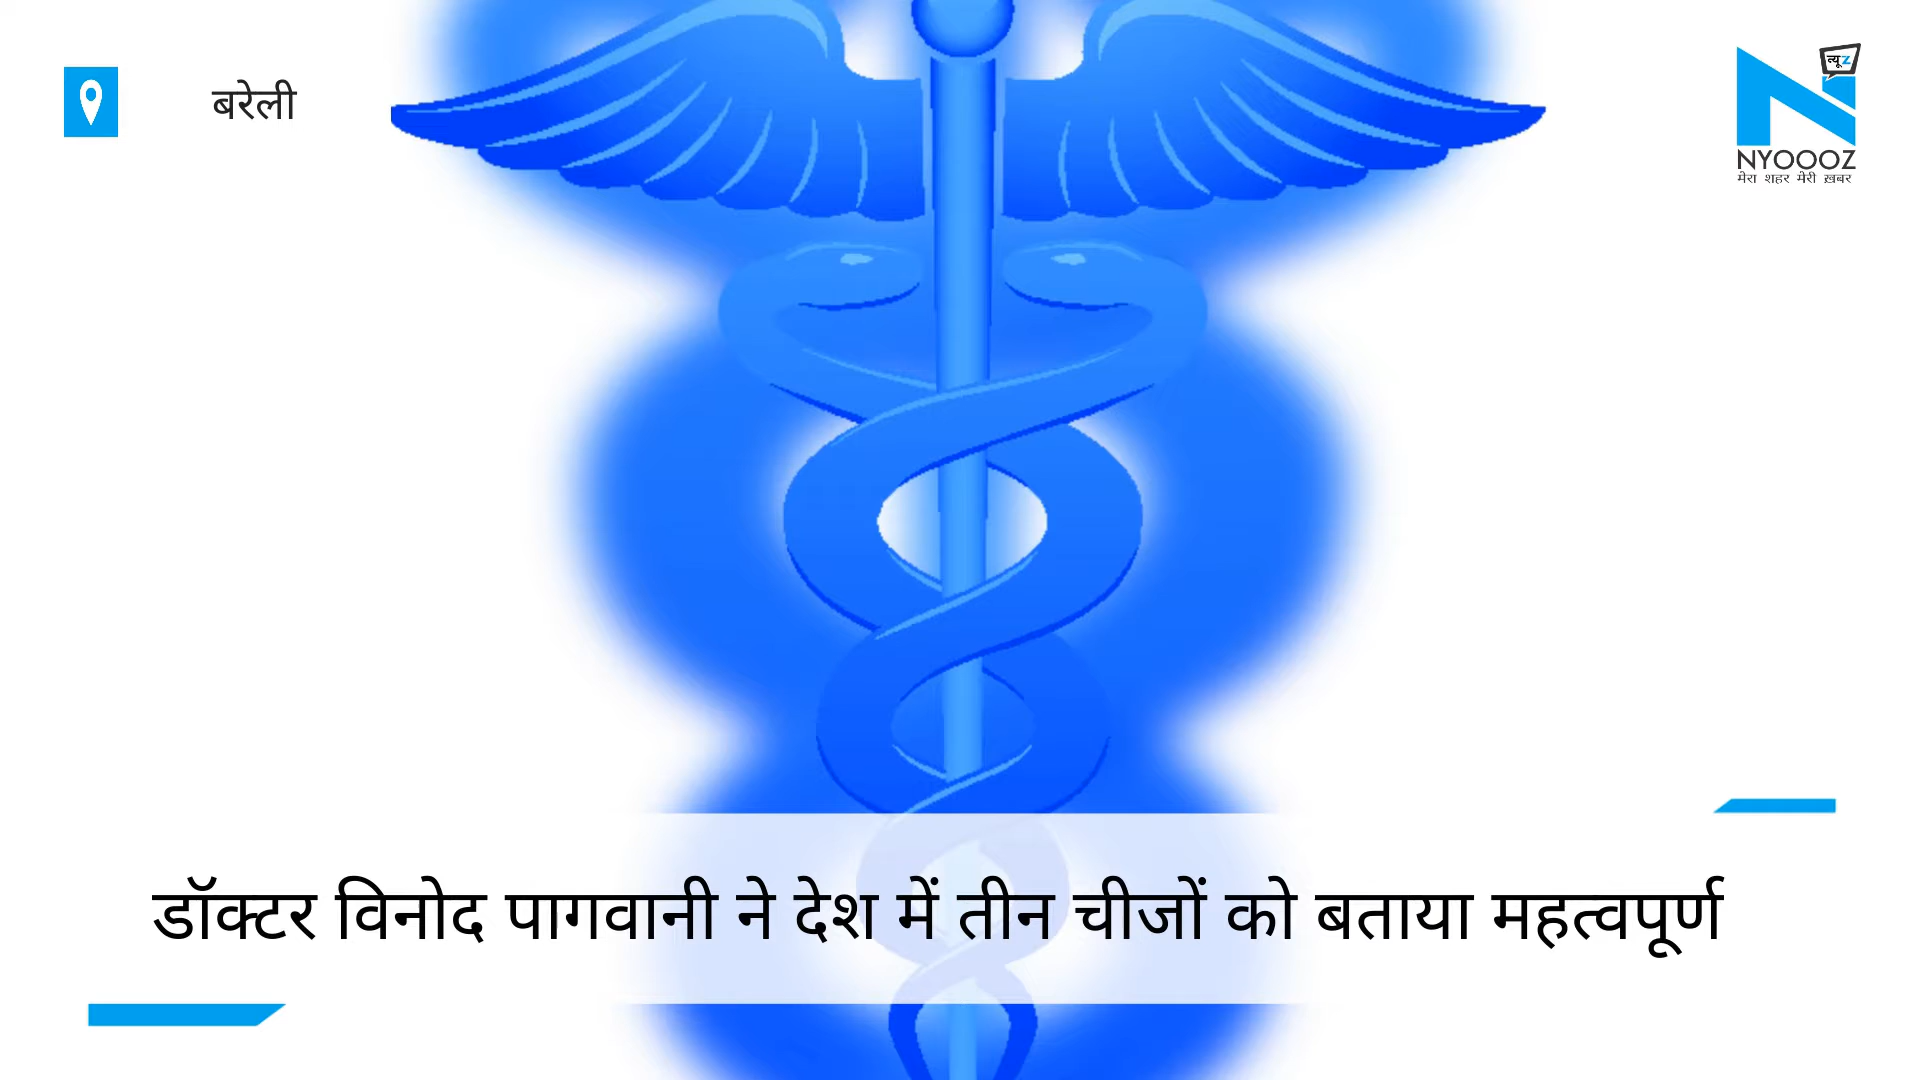 बरेली
न्यूZ
NYOOOZ
मेरा शहर मेरी ख़बर
डॉक्टर विनोद पागवानी ने देश में तीन चीजों को बताया महत्वपूर्ण